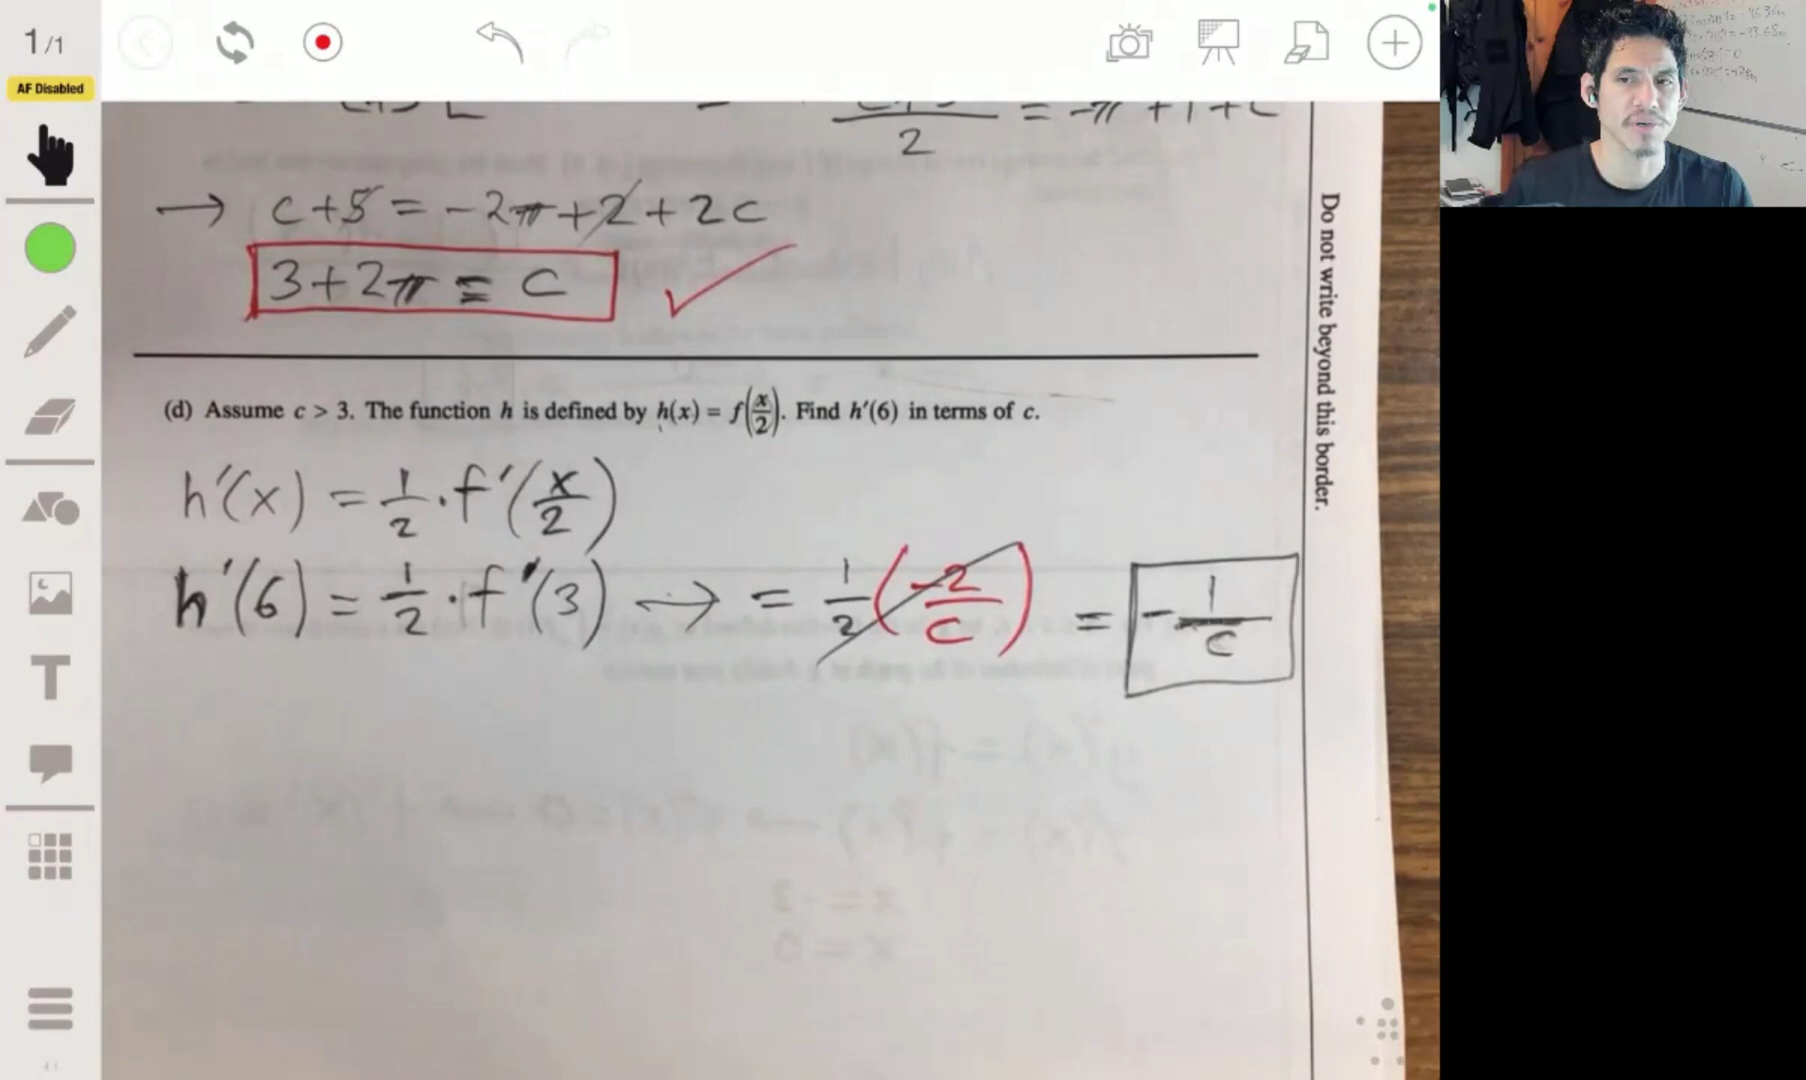 1/1
AF Disabled
2
= -π + 1 + c
→ c+5 = -2π+2+2c
3+2π = c
(d) Assume c > 3. The function h is defined by h(x) = f(x/2). Find h′(6) in terms of c.
h'(x) = 1/2 · f'(x/2)
h'(6) = 1/2 · f'(3) → = 1/2 (-2/c) = -1/c
Do not write beyond this border.
T